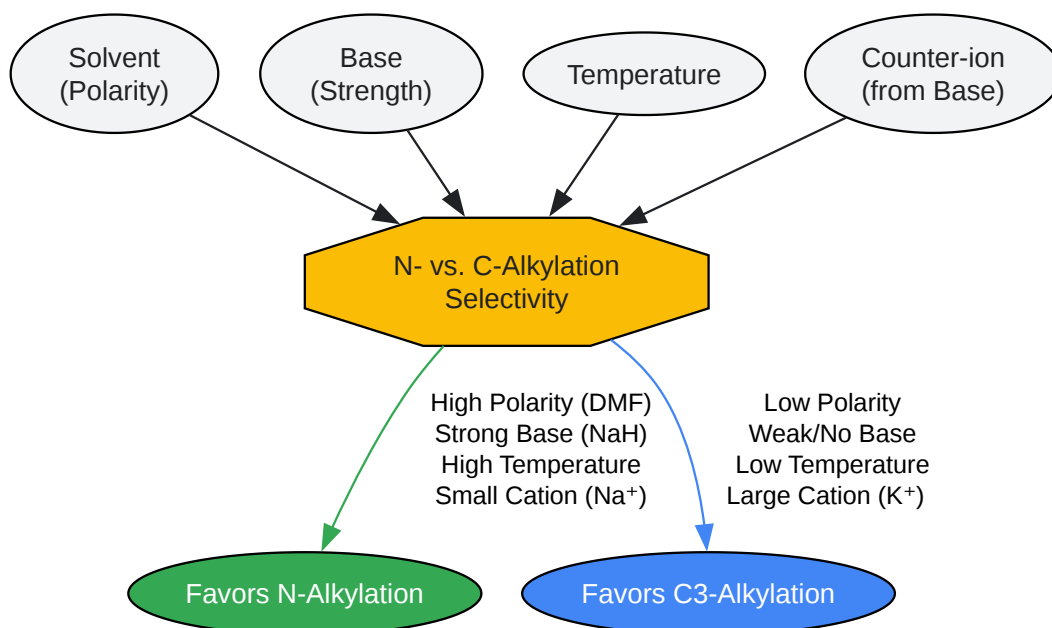 Solvent
(Polarity)
Base
(Strength)
Temperature
Counter-ion
(from Base)
N- vs. C-Alkylation
Selectivity
High Polarity (DMF)
Strong Base (NaH)
High Temperature
Small Cation (Na⁺)
Low Polarity
Weak/No Base
Low Temperature
Large Cation (K⁺)
Favors N-Alkylation
Favors C3-Alkylation